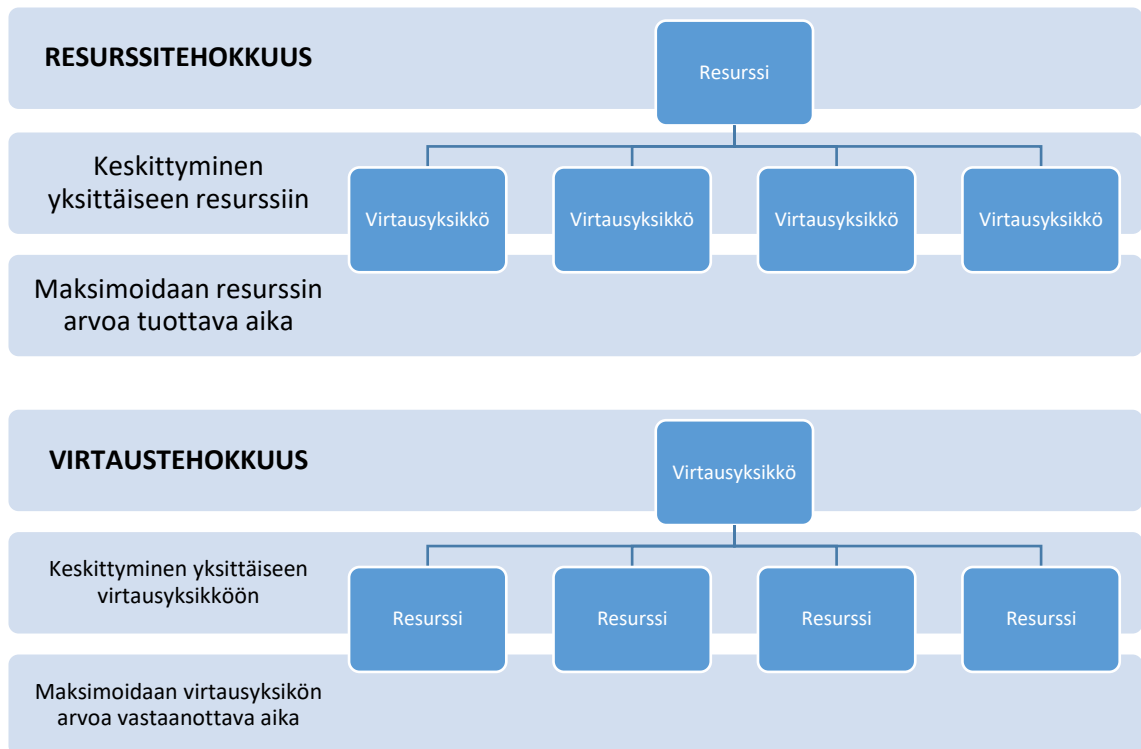 RESURSSITEHOKKUUS
Resurssi
Keskittyminen
yksittäiseen resurssiin
Virtausyksikkö
Virtausyksikkö
Virtausyksikkö
Virtausyksikkö
Maksimoidaan resurssin
arvoa tuottava aika
VIRTAUSTEHOKKUUS
Virtausyksikkö
Keskittyminen yksittäiseen
virtausyksikköön
Resurssi
Resurssi
Resurssi
Resurssi
Maksimoidaan virtausyksikön
arvoa vastaanottava aika